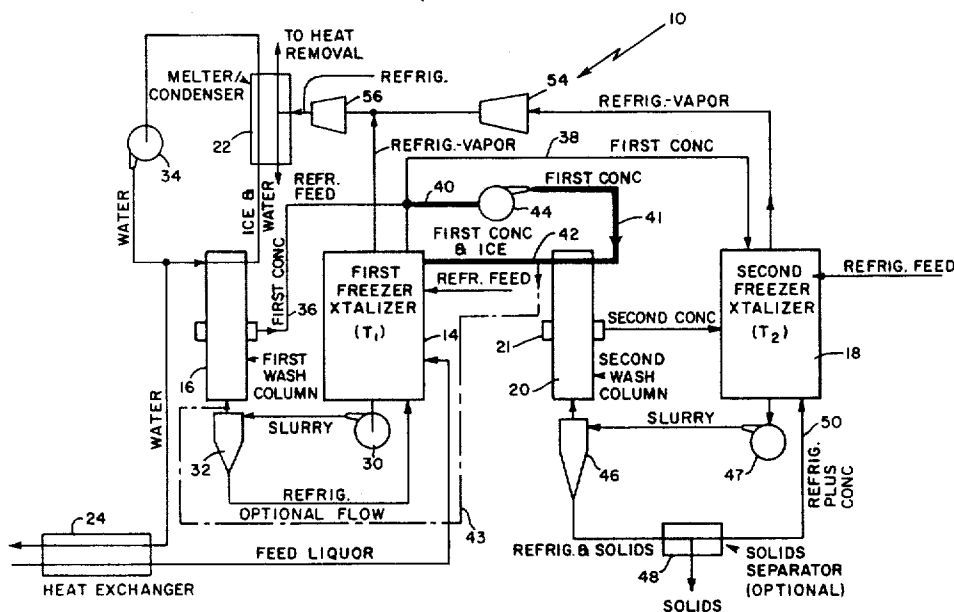 10
TO HEAT
REMOVAL
REFRIG.
MELTER/
CONDENSER
56
54
REFRIG.-VAPOR
22
34
REFRIG.-VAPOR
38
FIRST CONC
WATER
ICE &
WATER
REFR.
FEED
40
44
FIRST CONC
41
FIRST CONC
& ICE
42
FIRST CONC
36
FIRST
FREEZER
XTALIZER
(T1)
REFR. FEED
14
SECOND
FREEZER
XTALIZER
(T2)
REFRIG. FEED
SECOND CONC
21
18
16
FIRST
WASH
COLUMN
20
SECOND
WASH
COLUMN
SLURRY
30
32
SLURRY
47
46
50
REFRIG.
PLUS
CONC
WATER
REFRIG.
OPTIONAL FLOW
43
24
FEED LIQUOR
HEAT EXCHANGER
REFRIG. & SOLIDS
48
SOLIDS
SEPARATOR
(OPTIONAL)
SOLIDS